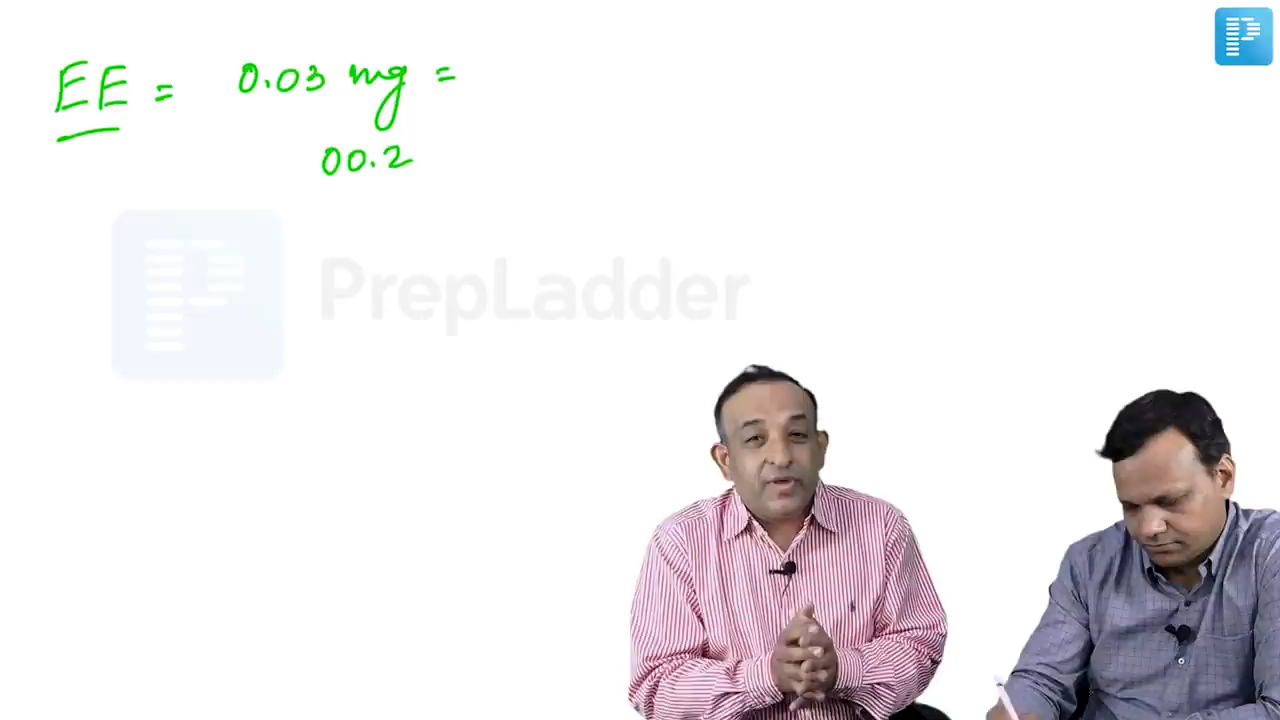 EE = 0.03 mg =
00.2
PrepLadder